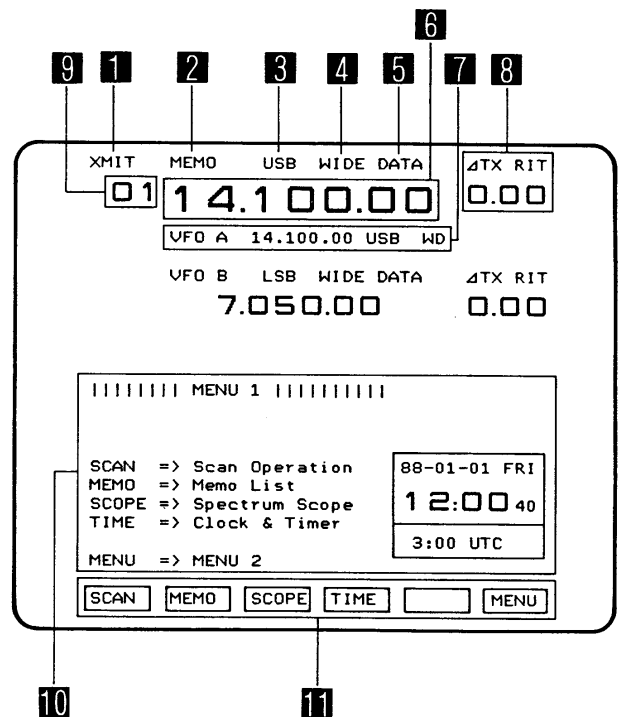 6
9 1 2 3 4 5 7 8
XMIT MEMO USB WIDE DATA ⊿TX RIT
01 14.100.00 0.00
VFO A 14.100.00 USB WD
VFO B LSB WIDE DATA ⊿TX RIT
7.050.00 0.00
|||||||| MENU 1 ||||||||||
SCAN => Scan Operation
MEMO => Memo List
SCOPE => Spectrum Scope
TIME => Clock & Timer
MENU => MENU 2
88-01-01 FRI
12:00 40
3:00 UTC
SCAN MEMO SCOPE TIME MENU
10 11